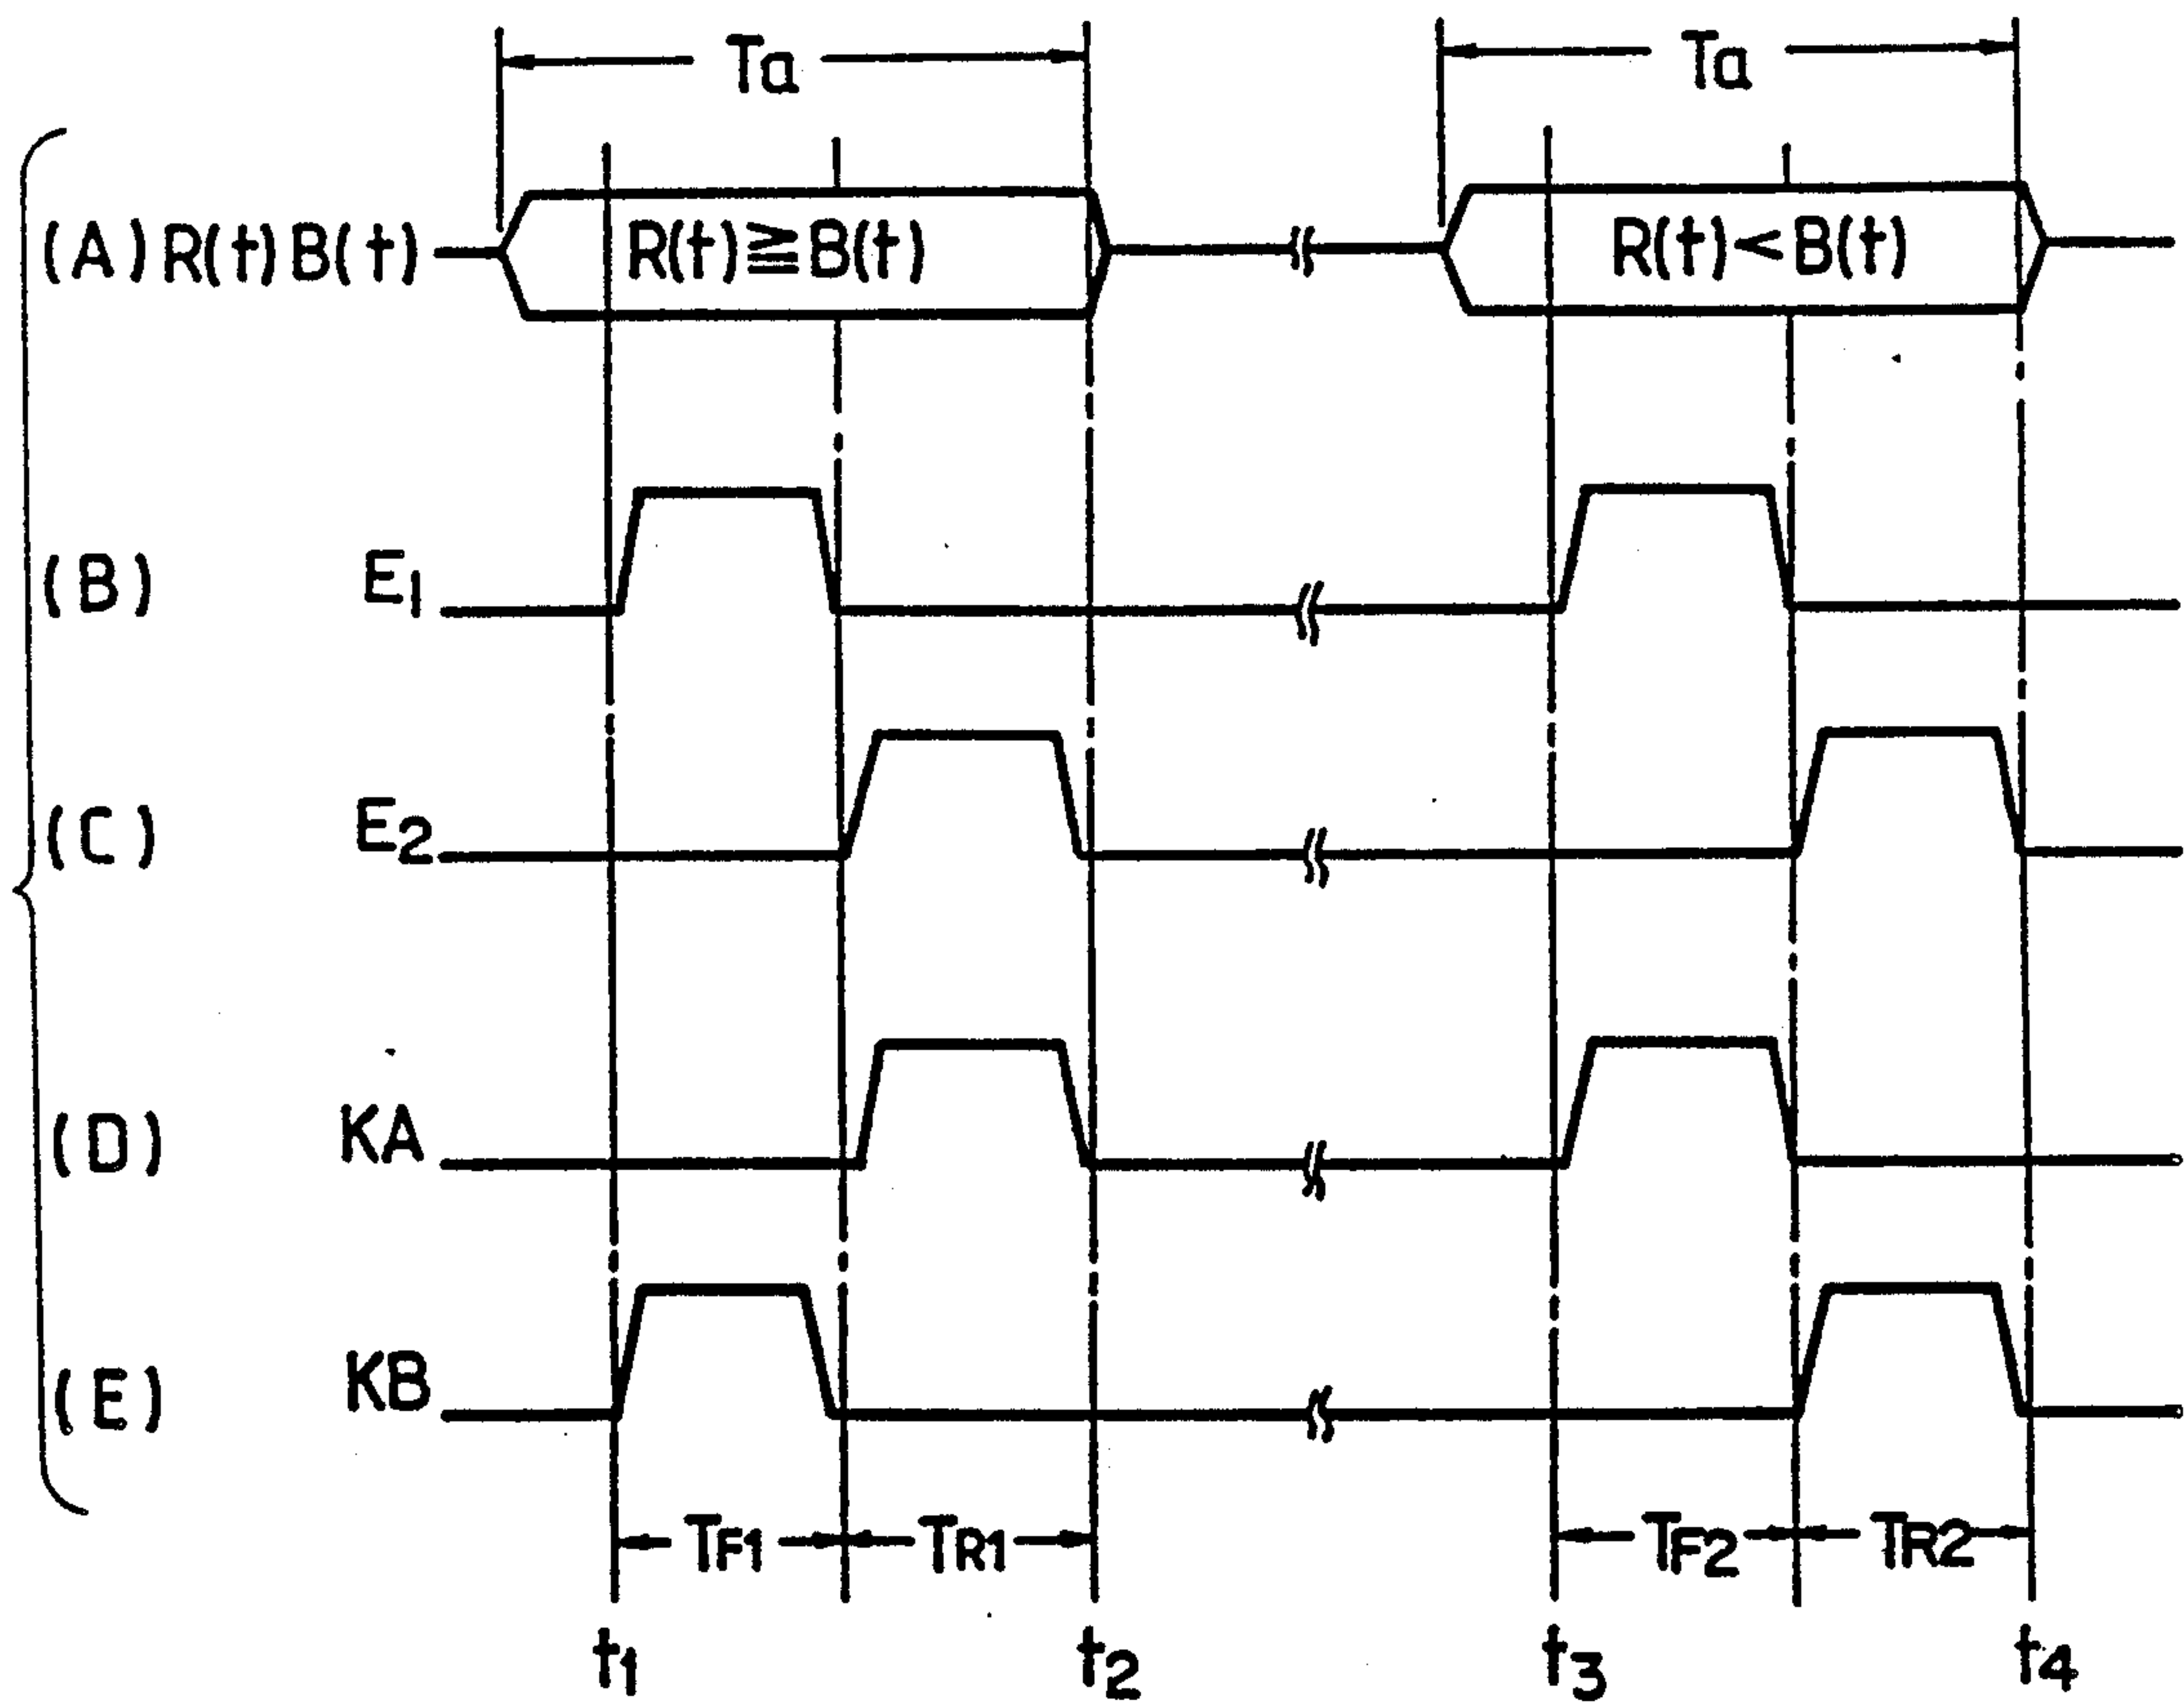 Ta Ta
(A) R(t) B(t) R(t)≧B(t) R(t)<B(t)
(B) E1
(C) E2
(D) KA
(E) KB
TF1 TR1 TF2 TR2
t1 t2 t3 t4